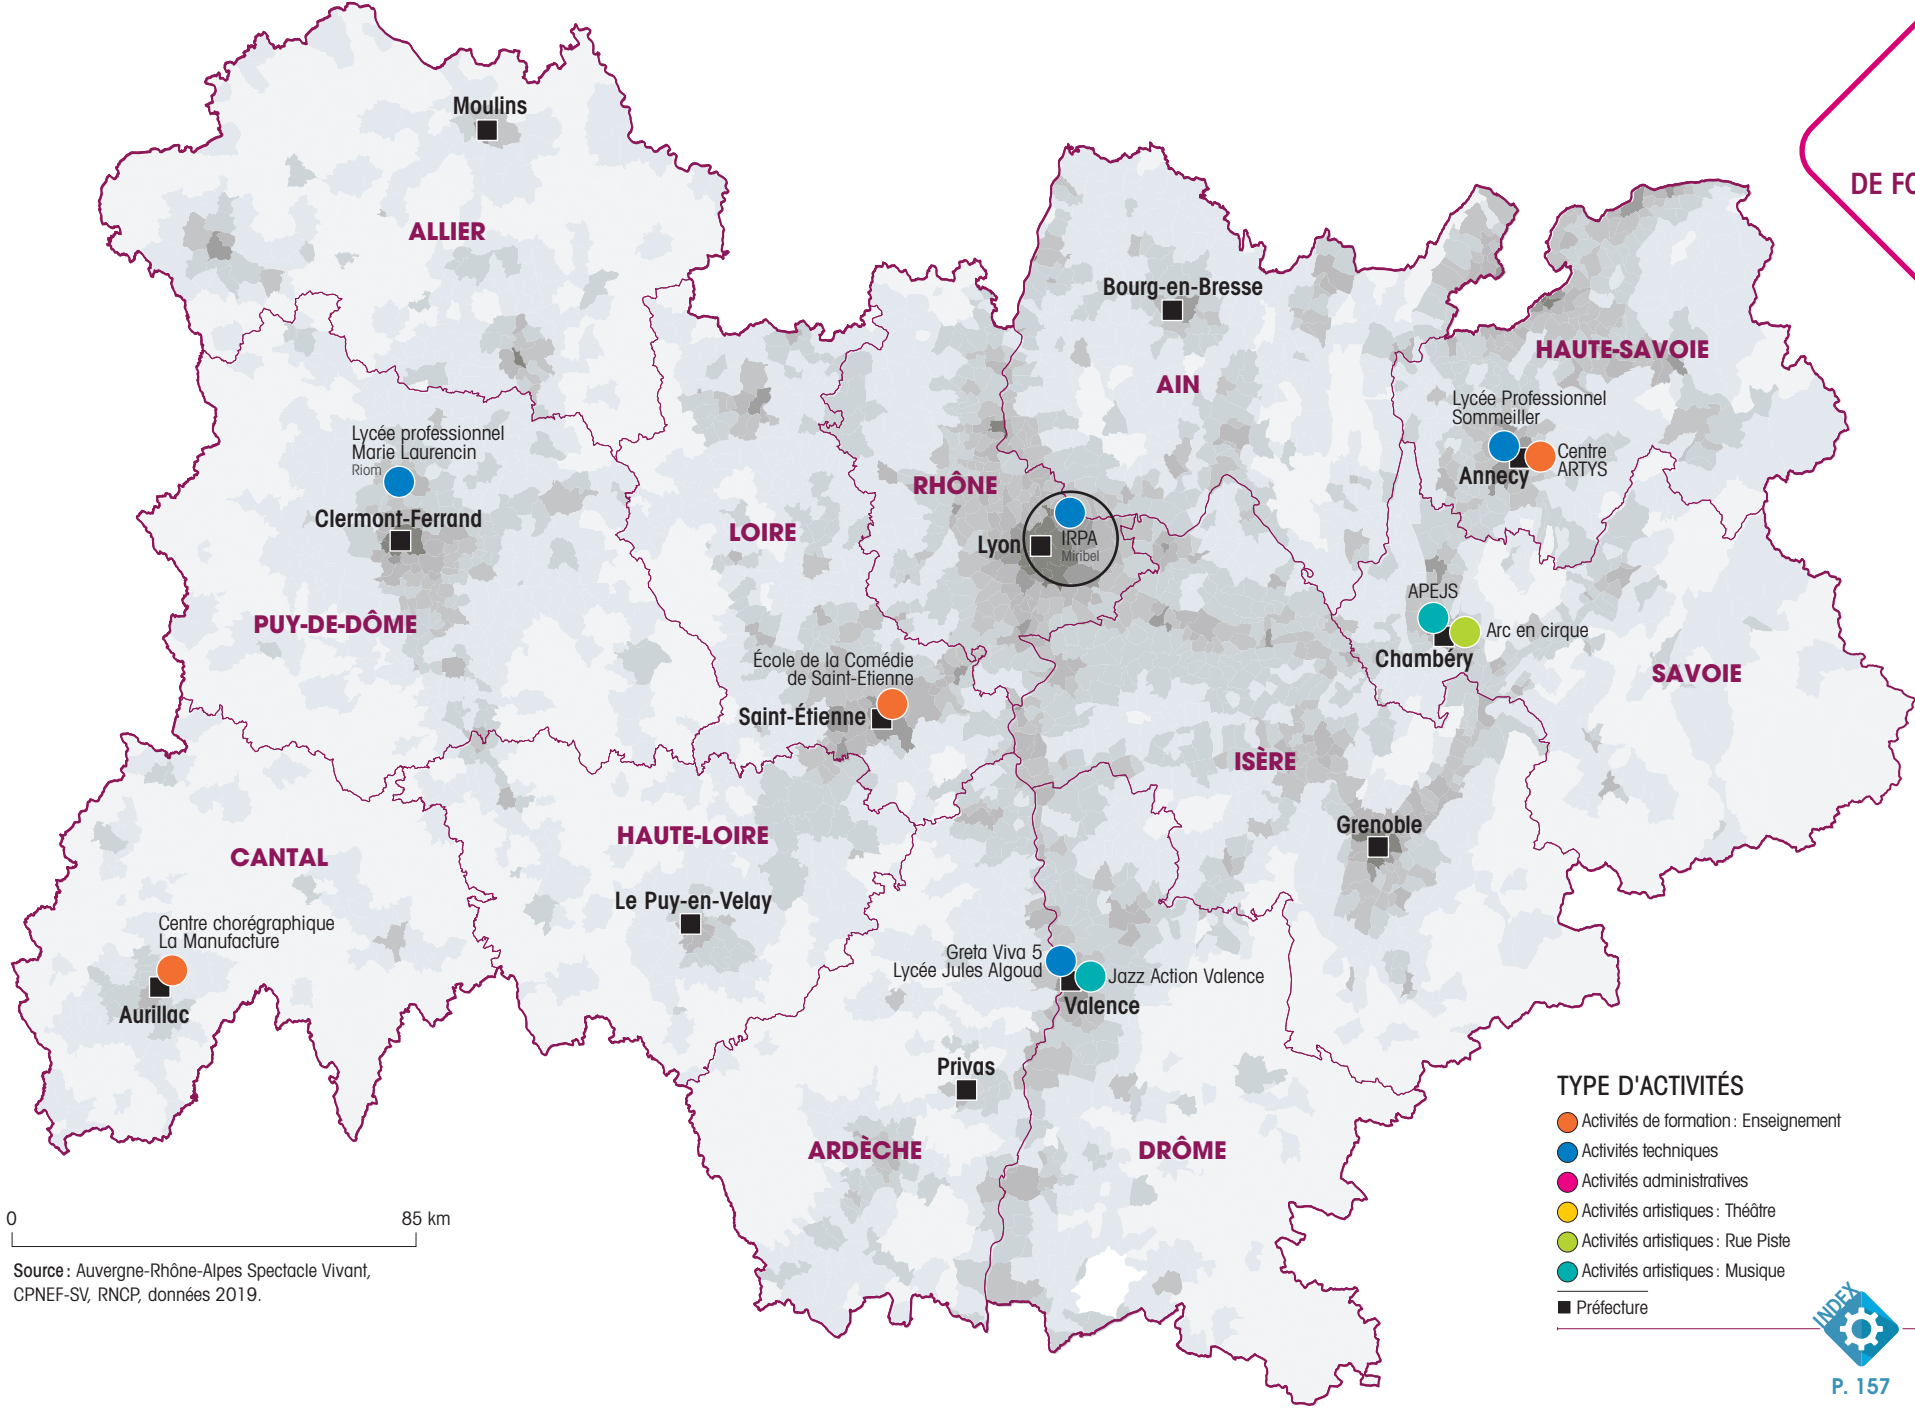 Moulins
ALLIER
DE FO
Bourg-en-Bresse
HAUTE-SAVOIE
AIN
Lycée Professionnel
Sommeiller
Centre
ARTYS
Annecy
Lycée professionnel
Marie Laurencin
Riom
Clermont-Ferrand
RHÔNE
LOIRE
Lyon
IRPA
Miribel
PUY-DE-DÔME
APEJS
Arc en cirque
Chambéry
SAVOIE
École de la Comédie
de Saint-Etienne
Saint-Étienne
ISÈRE
Grenoble
HAUTE-LOIRE
CANTAL
Le Puy-en-Velay
Centre chorégraphique
La Manufacture
Aurillac
Greta Viva 5
Lycée Jules Algoud
Jazz Action Valence
Valence
Privas
ARDÈCHE
DRÔME
TYPE D'ACTIVITÉS
Activités de formation : Enseignement
Activités techniques
Activités administratives
Activités artistiques : Théâtre
Activités artistiques : Rue Piste
Activités artistiques : Musique
Préfecture
0 85 km
Source : Auvergne-Rhône-Alpes Spectacle Vivant,
CPNEF-SV, RNCP, données 2019.
INDEX
P. 157